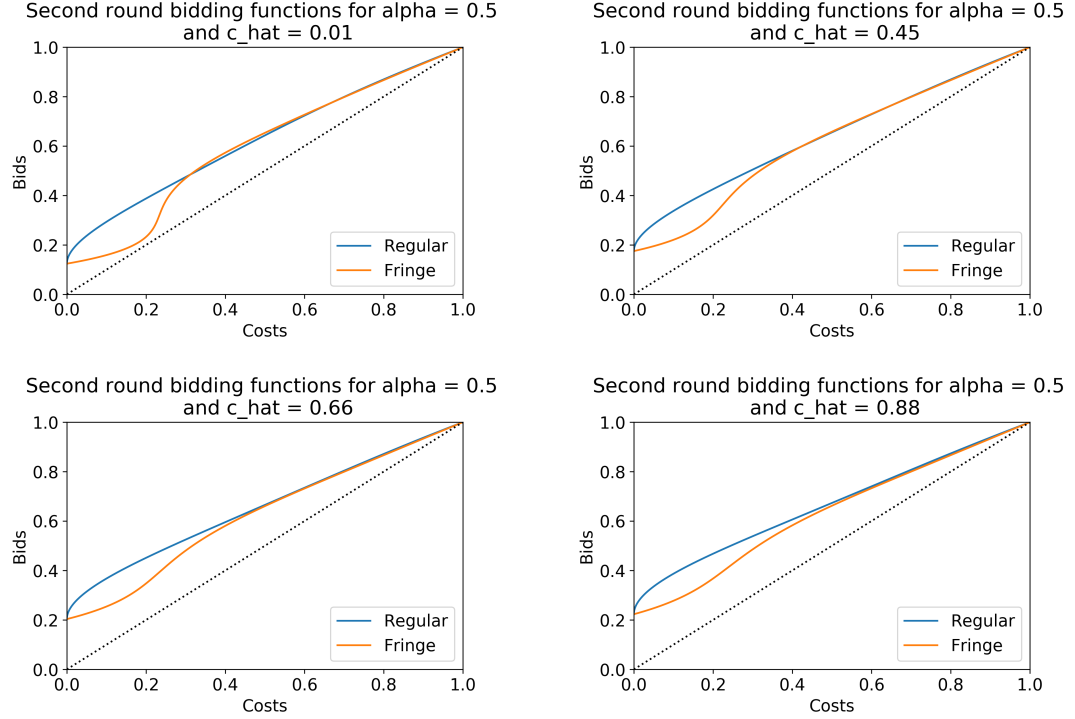 Second round bidding functions for alpha = 0.5
and c_hat = 0.01
1.0
0.8
0.6
0.4
0.2
0.0
Bids
Regular
Fringe
0.0 0.2 0.4 0.6 0.8 1.0
Costs
Second round bidding functions for alpha = 0.5
and c_hat = 0.45
1.0
0.8
0.6
0.4
0.2
0.0
Bids
Regular
Fringe
0.0 0.2 0.4 0.6 0.8 1.0
Costs
Second round bidding functions for alpha = 0.5
and c_hat = 0.66
1.0
0.8
0.6
0.4
0.2
0.0
Bids
Regular
Fringe
0.0 0.2 0.4 0.6 0.8 1.0
Costs
Second round bidding functions for alpha = 0.5
and c_hat = 0.88
1.0
0.8
0.6
0.4
0.2
0.0
Bids
Regular
Fringe
0.0 0.2 0.4 0.6 0.8 1.0
Costs